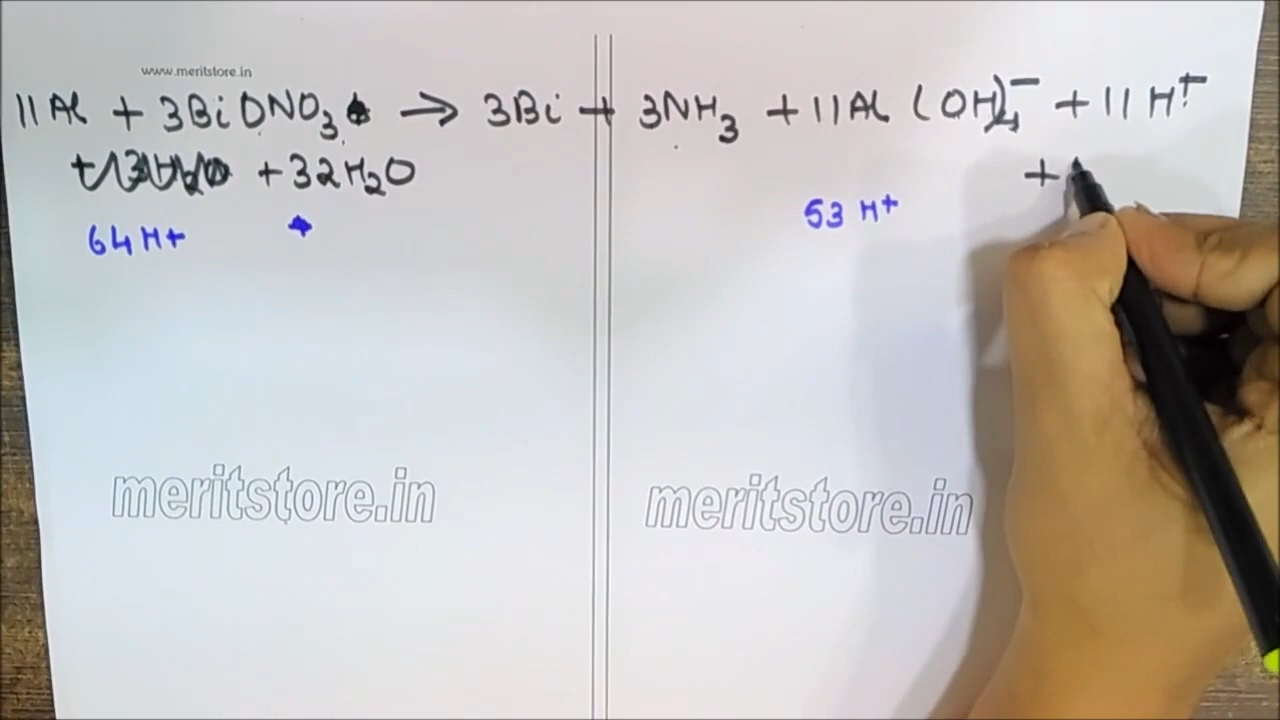 www.meritstore.in
11Al + 3BiONO3 → 3Bi + 3NH3 + 11Al(OH)4⁻ + 11H⁺
+32H2O +
64H+ 53H+
meritstore.in meritstore.in